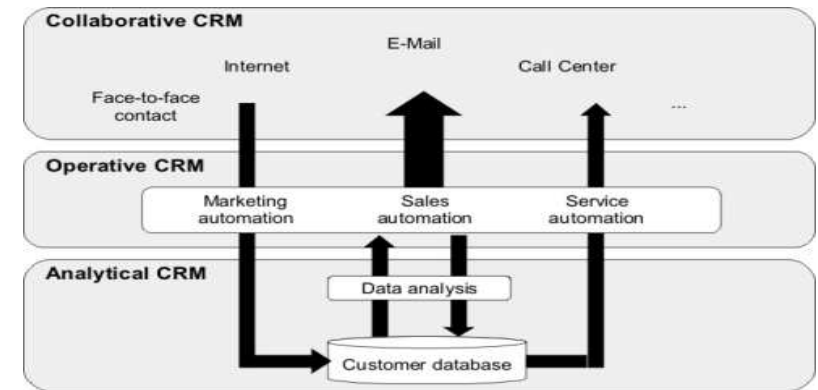 Collaborative CRM
E-Mail
Internet
Call Center
Face-to-face
contact
...
Operative CRM
Marketing
automation
Sales
automation
Service
automation
Analytical CRM
Data analysis
Customer database